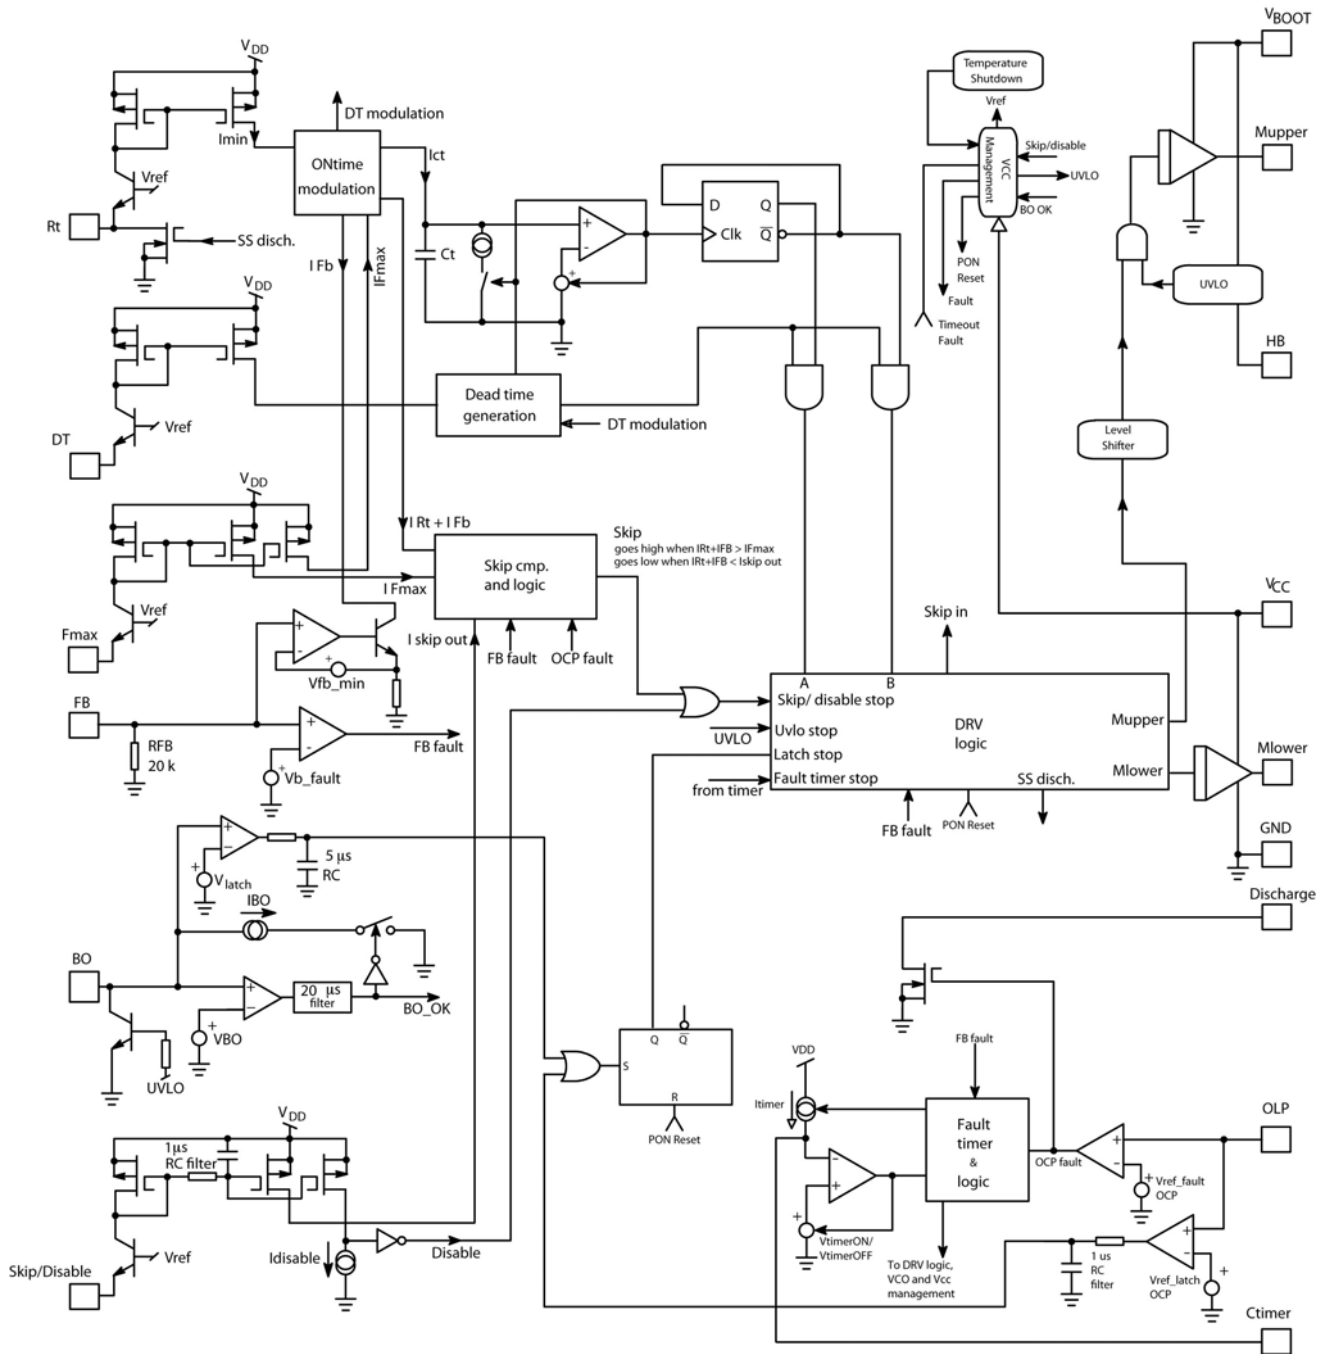 VBOOT
Temperature
Shutdown
VDD
Vref
DT modulation
Mupper
Imin
ONtime
modulation
Ict
VCC
Management
Skip/disable
UVLO
BO OK
Vref
D
Q
Clk
Q
Rt
SS disch.
Ct
+
-
+
I Fb
IFmax
PON
Reset
Fault
Timeout
Fault
UVLO
VDD
HB
Dead time
generation
DT modulation
Vref
DT
Level
Shifter
VDD
I Rt + I Fb
Skip
goes high when IRt+IFB > IFmax
goes low when IRt+IFB < Iskip out
Skip cmp.
and logic
I Fmax
VCC
Vref
Fmax
I skip out
FB fault
OCP fault
Skip in
+
-
+
Vfb_min
A
B
FB
Skip/ disable stop
Mupper
+
-
RFB
20 k
FB fault
UVLO
Uvlo stop
DRV
logic
Latch stop
Mlower
Mlower
+
Vb_fault
from timer
Fault timer stop
SS disch.
FB fault
PON Reset
GND
+
−
5 µs
RC
+
Vlatch
IBO
Discharge
BO
+
−
20 µs
filter
BO_OK
+
VBO
UVLO
Q
Q
S
R
PON Reset
VDD
FB fault
Itimer
OLP
VDD
1µs
RC filter
Fault
timer
&
logic
OCP fault
+
-
+
Vref_fault
OCP
-
+
+
VtimerON/
VtimerOFF
Vref
Idisable
Disable
Skip/Disable
To DRV logic,
VCO and Vcc
management
1 us
RC
filter
+
-
+
Vref_latch
OCP
Ctimer